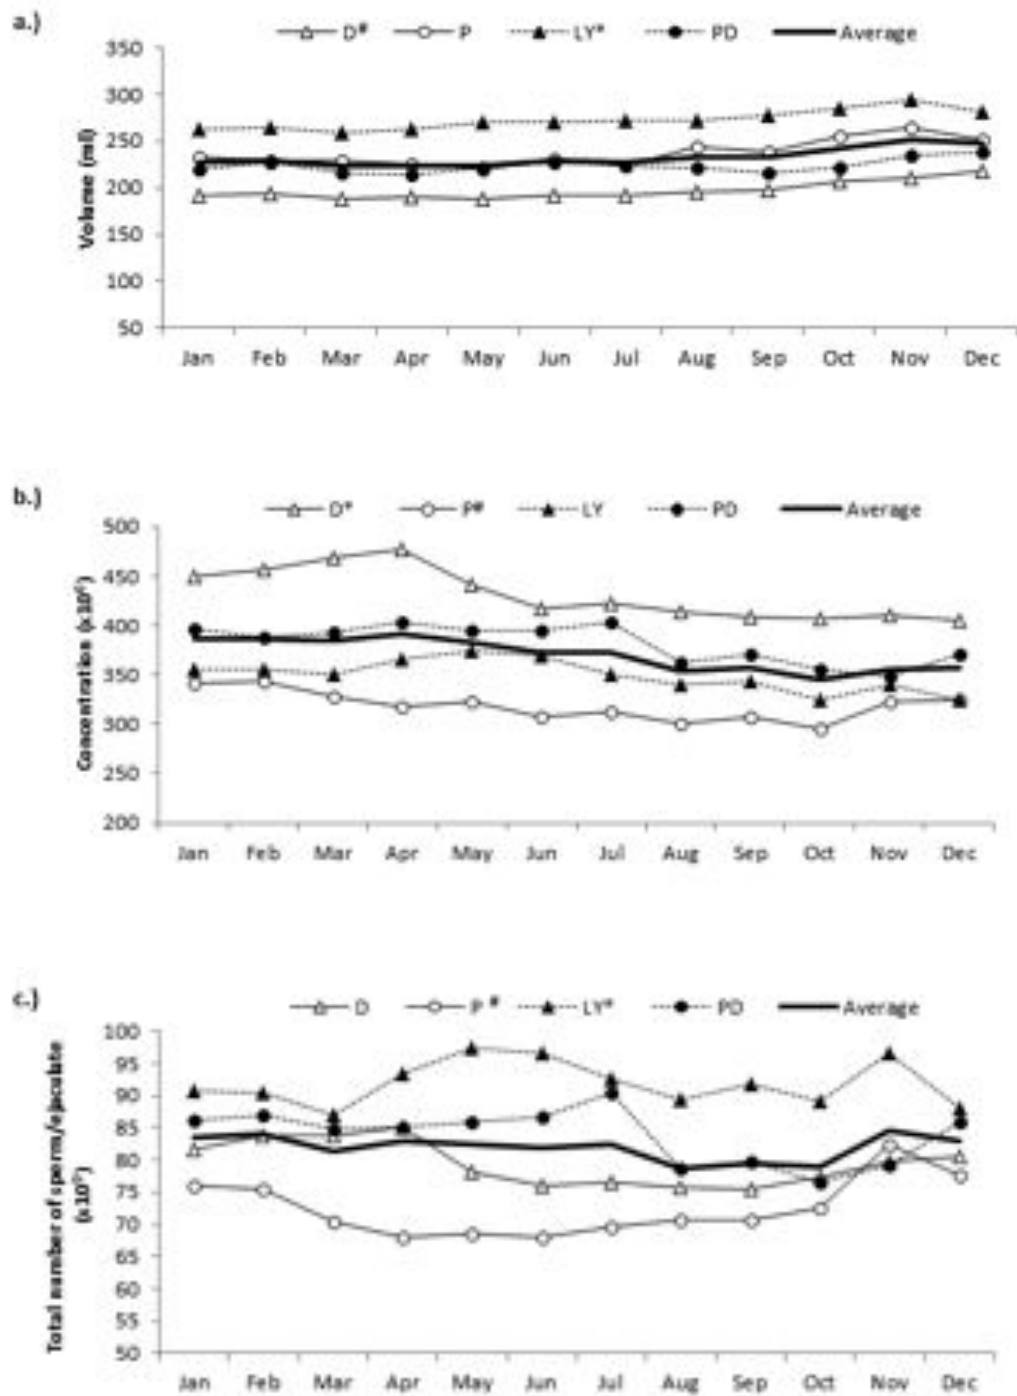 a.)
D# P LY* PD Average
350
300
250
200
150
100
50
Volume (ml)
Jan Feb Mar Apr May Jun Jul Aug Sep Oct Nov Dec
b.)
D* P# LY PD Average
500
450
400
350
300
250
200
Concentration (x10⁶)
Jan Feb Mar Apr May Jun Jul Aug Sep Oct Nov Dec
c.)
D P # LY* PD Average
100
95
90
85
80
75
70
65
60
55
50
Total number of sperm/ejaculate
(x10⁹)
Jan Feb Mar Apr May Jun Jul Aug Sep Oct Nov Dec